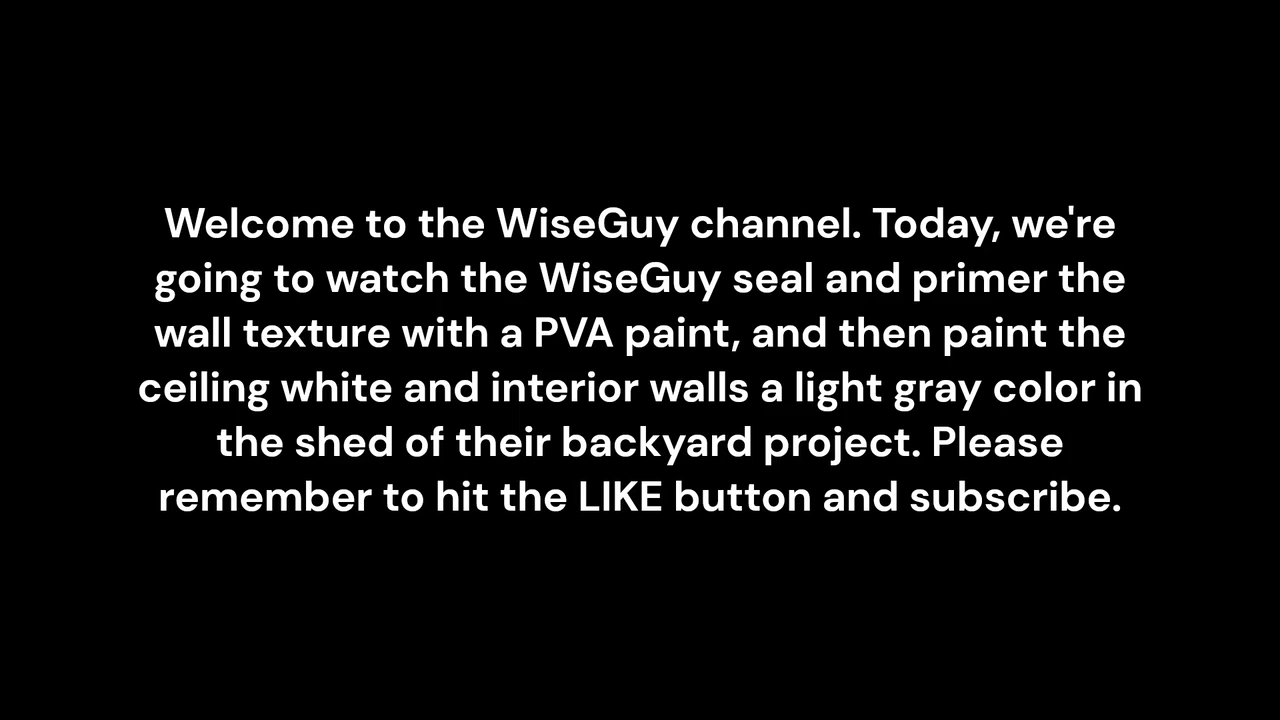 Welcome to the WiseGuy channel. Today, we're
going to watch the WiseGuy seal and primer the
wall texture with a PVA paint, and then paint the
ceiling white and interior walls a light gray color in
the shed of their backyard project. Please
remember to hit the LIKE button and subscribe.